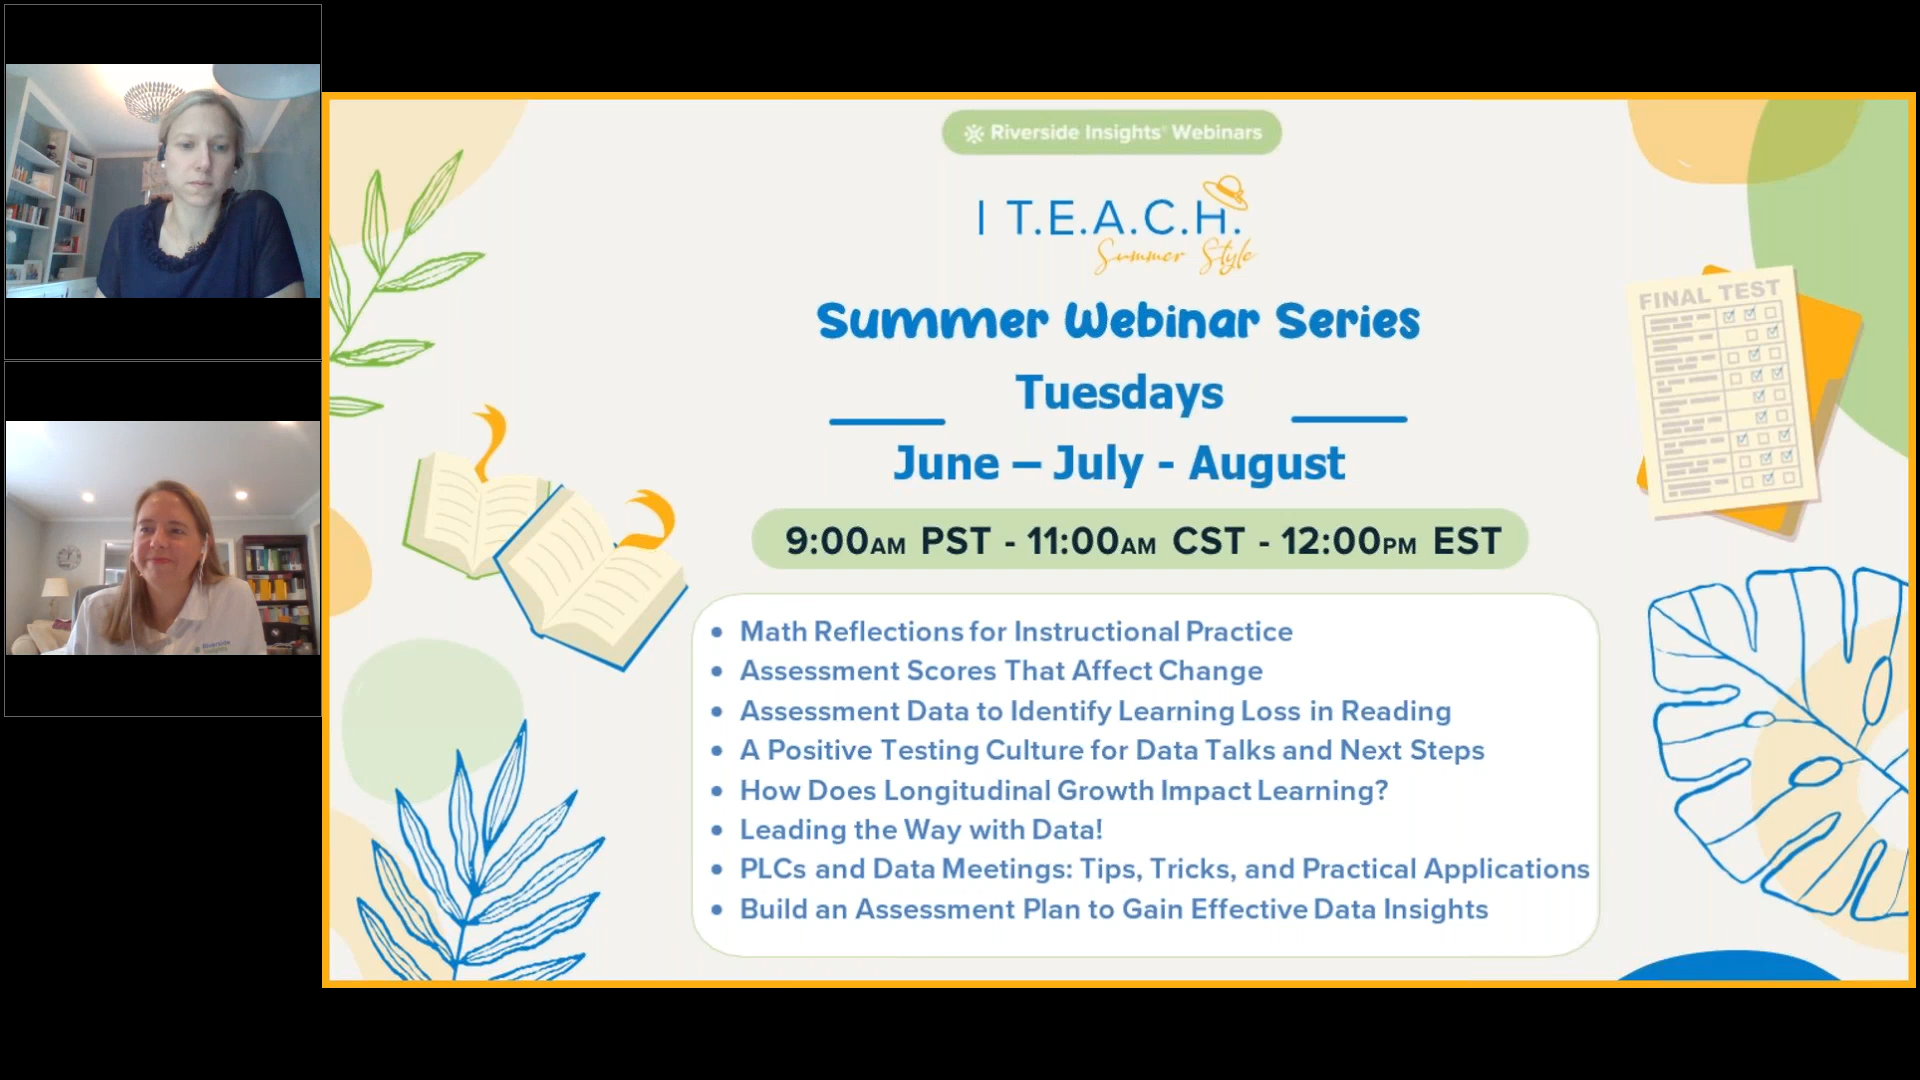 Riverside Insights® Webinars
I T.E.A.C.H.
Summer Style
Summer Webinar Series
Tuesdays
June – July - August
9:00AM PST - 11:00AM CST - 12:00PM EST
• Math Reflections for Instructional Practice
• Assessment Scores That Affect Change
• Assessment Data to Identify Learning Loss in Reading
• A Positive Testing Culture for Data Talks and Next Steps
• How Does Longitudinal Growth Impact Learning?
• Leading the Way with Data!
• PLCs and Data Meetings: Tips, Tricks, and Practical Applications
• Build an Assessment Plan to Gain Effective Data Insights
FINAL TEST
Riverside